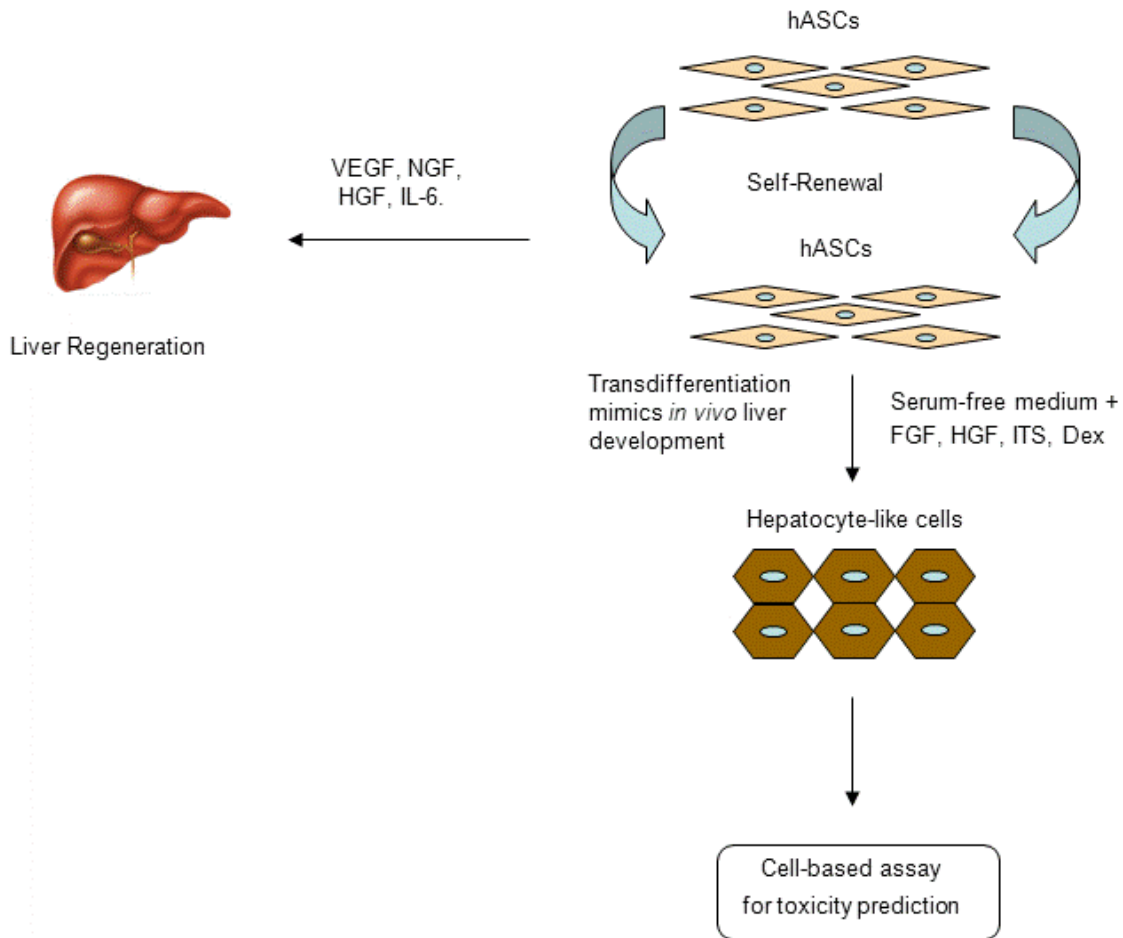 hASCs
VEGF, NGF,
HGF, IL-6.
Self-Renewal
hASCs
Liver Regeneration
Transdifferentiation
mimics in vivo liver
development
Serum-free medium +
FGF, HGF, ITS, Dex
Hepatocyte-like cells
Cell-based assay
for toxicity prediction